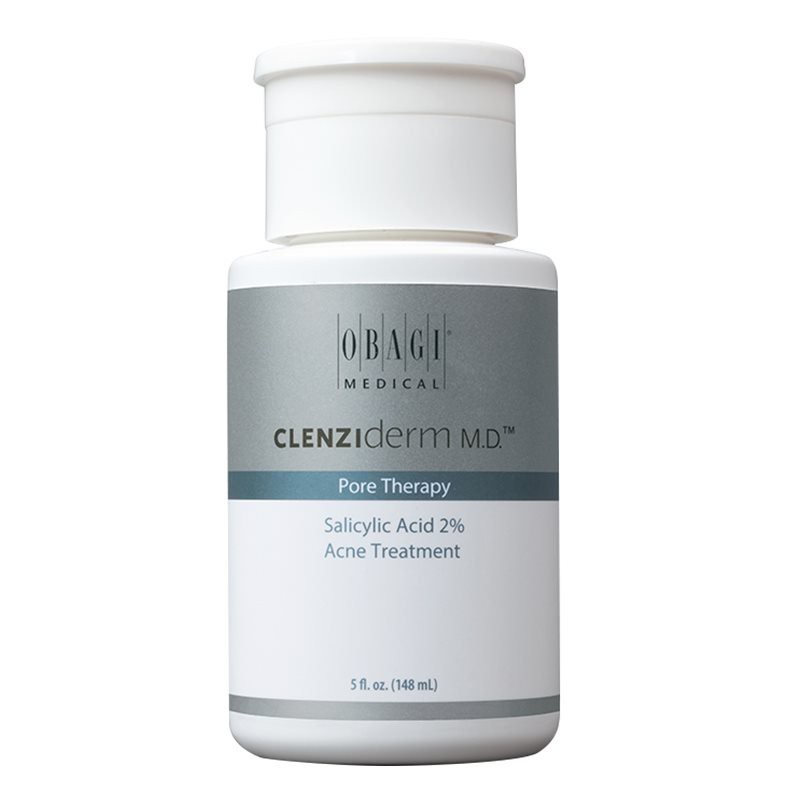 OBAGI®
MEDICAL
CLENZIderm M.D.™
Pore Therapy
Salicylic Acid 2%
Acne Treatment
5 fl. oz. (148 mL)